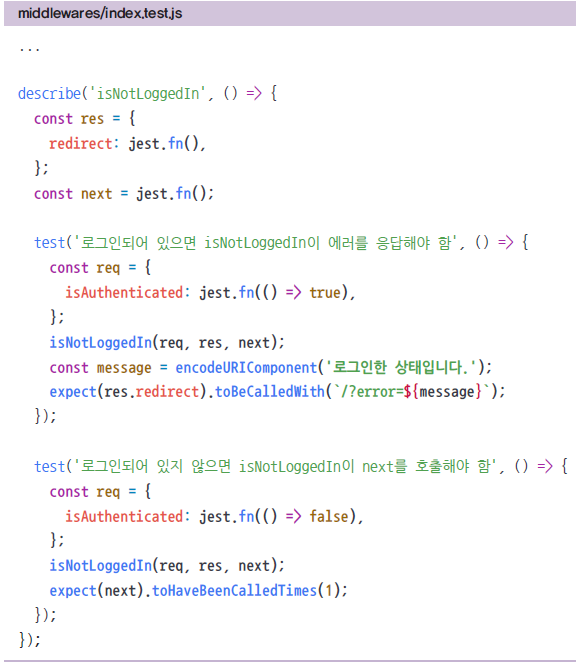 middlewares/index.test.js
...
describe('isNotLoggedIn', () => {
  const res = {
    redirect: jest.fn(),
  };
  const next = jest.fn();
  test('로그인되어 있으면 isNotLoggedIn이 에러를 응답해야 함', () => {
    const req = {
      isAuthenticated: jest.fn(() => true),
    };
    isNotLoggedIn(req, res, next);
    const message = encodeURIComponent('로그인한 상태입니다.');
    expect(res.redirect).toBeCalledWith(`/?error=${message}`);
  });
  test('로그인되어 있지 않으면 isNotLoggedIn이 next를 호출해야 함', () => {
    const req = {
      isAuthenticated: jest.fn(() => false),
    };
    isNotLoggedIn(req, res, next);
    expect(next).toHaveBeenCalledTimes(1);
  });
});